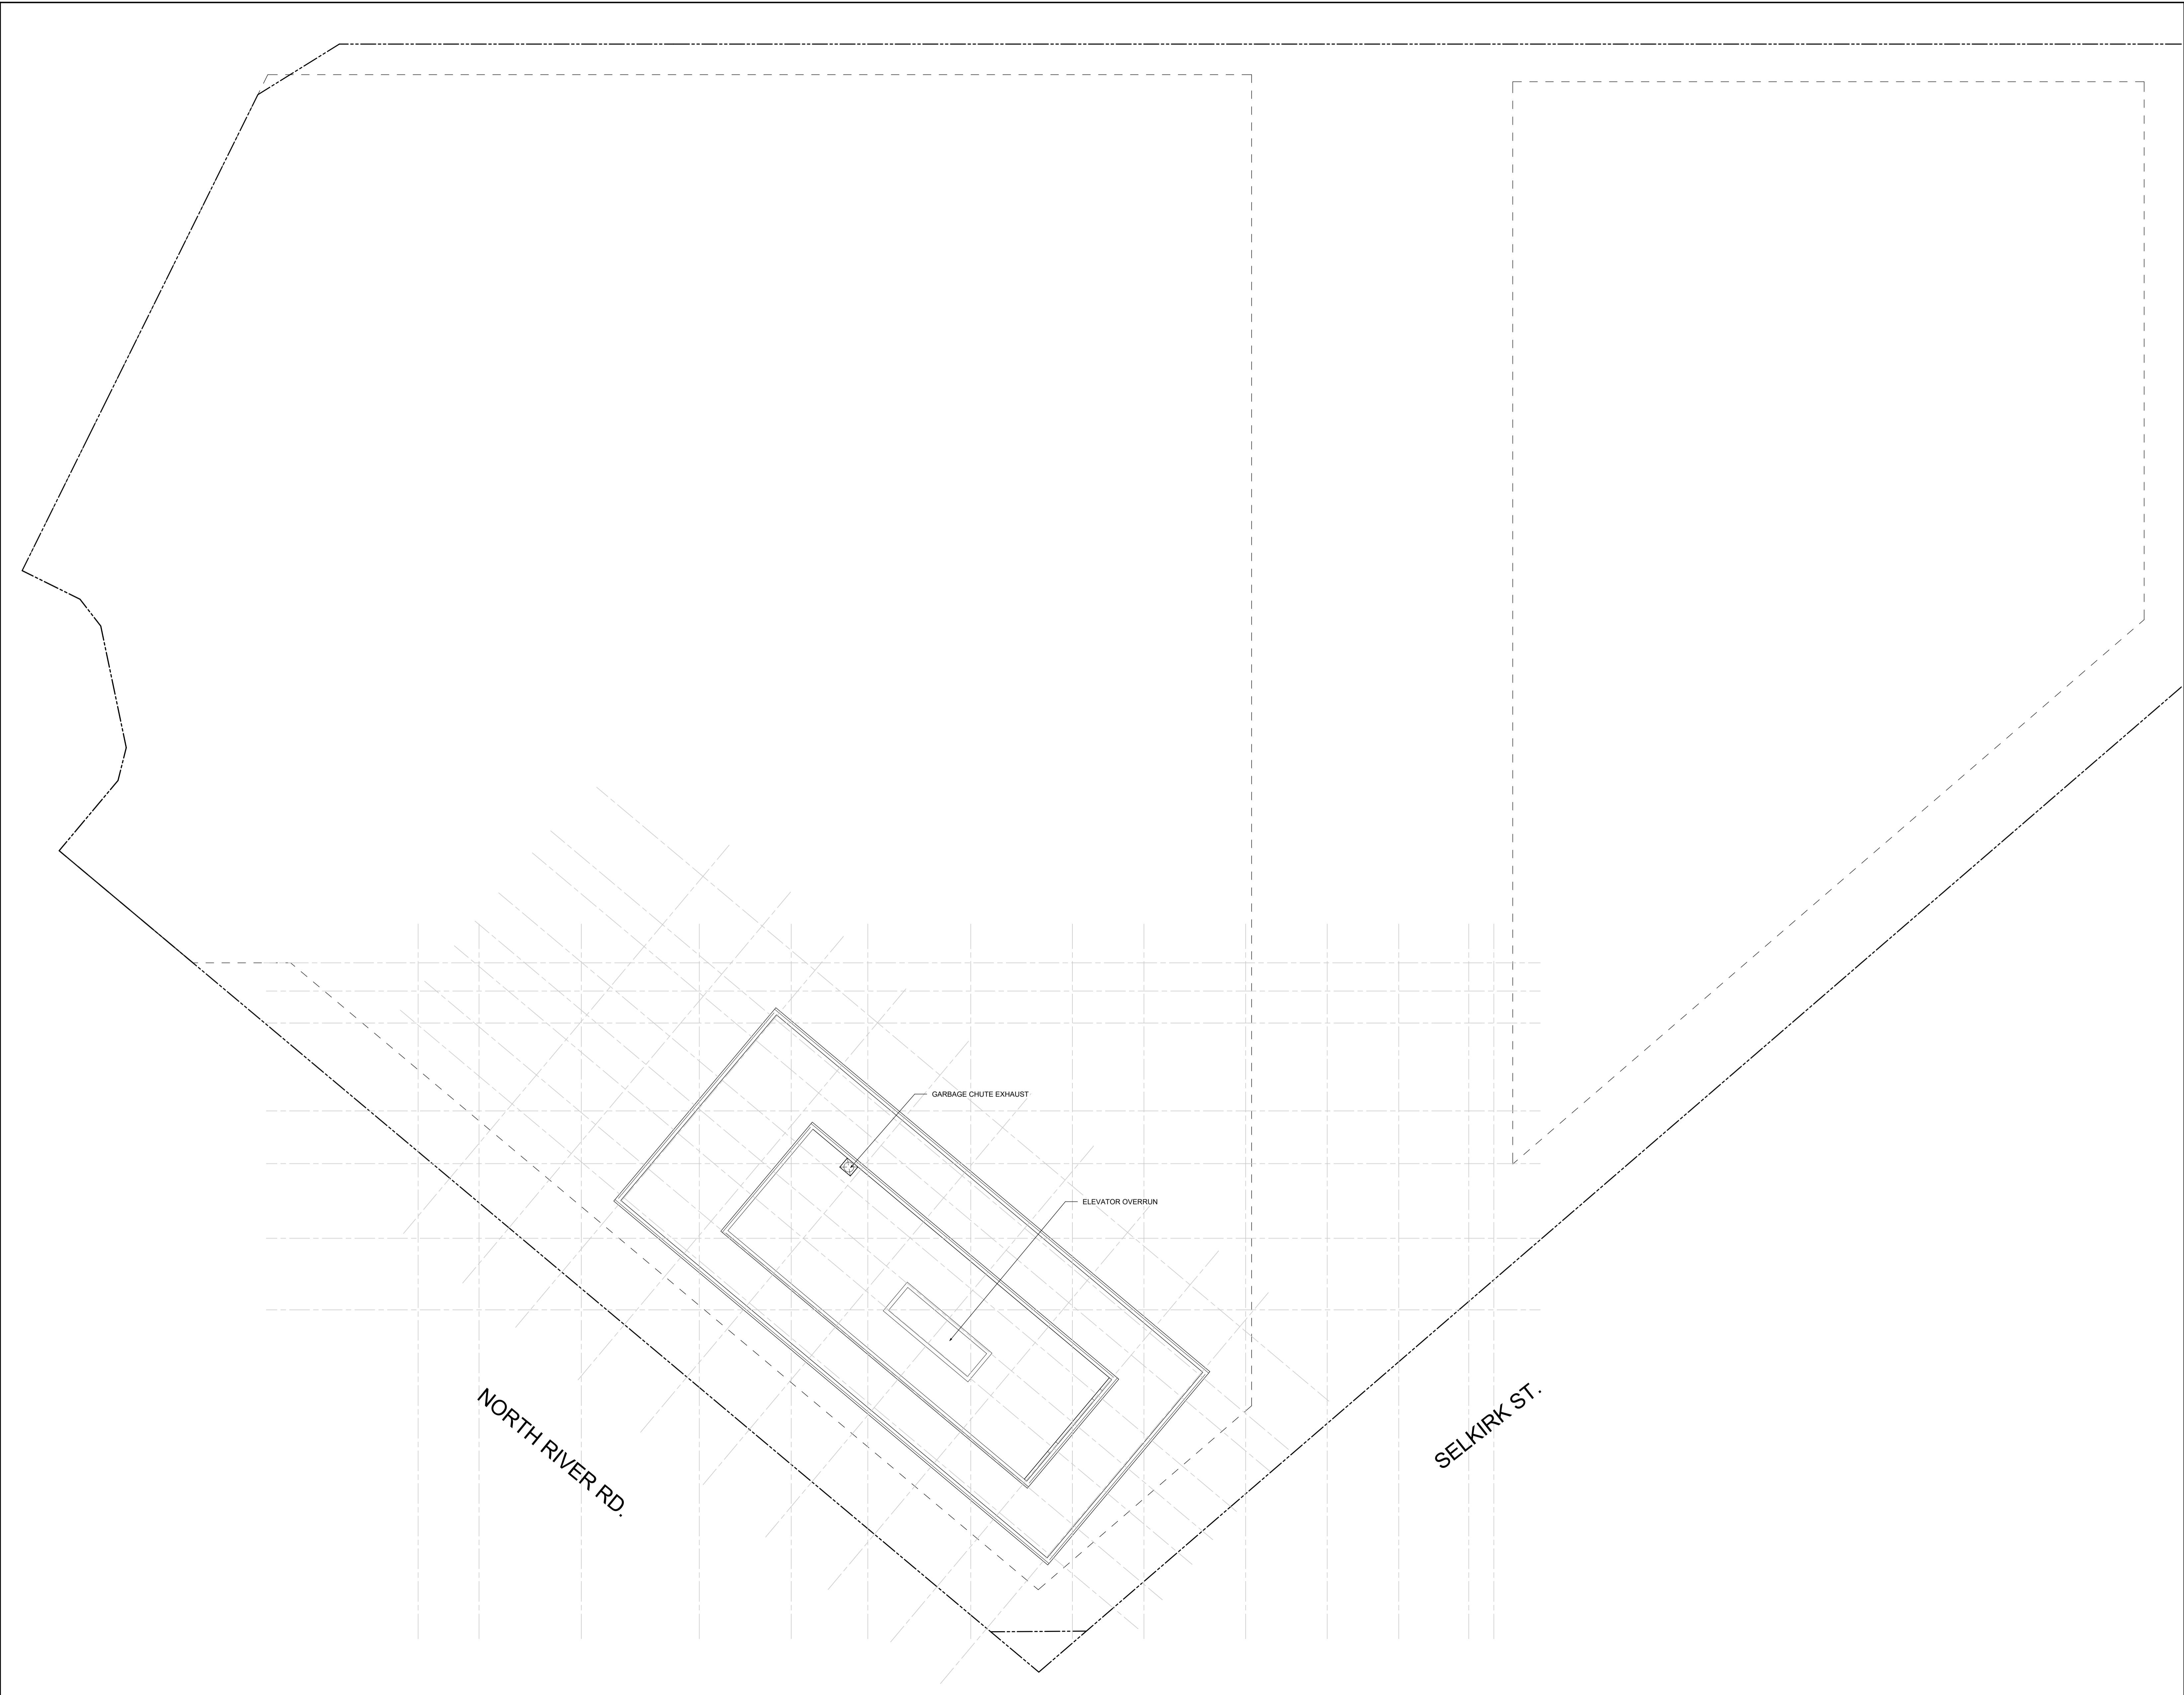 GARBAGE CHUTE EXHAUST
ELEVATOR OVERRUN
NORTH RIVER RD.
SELKIRK ST.